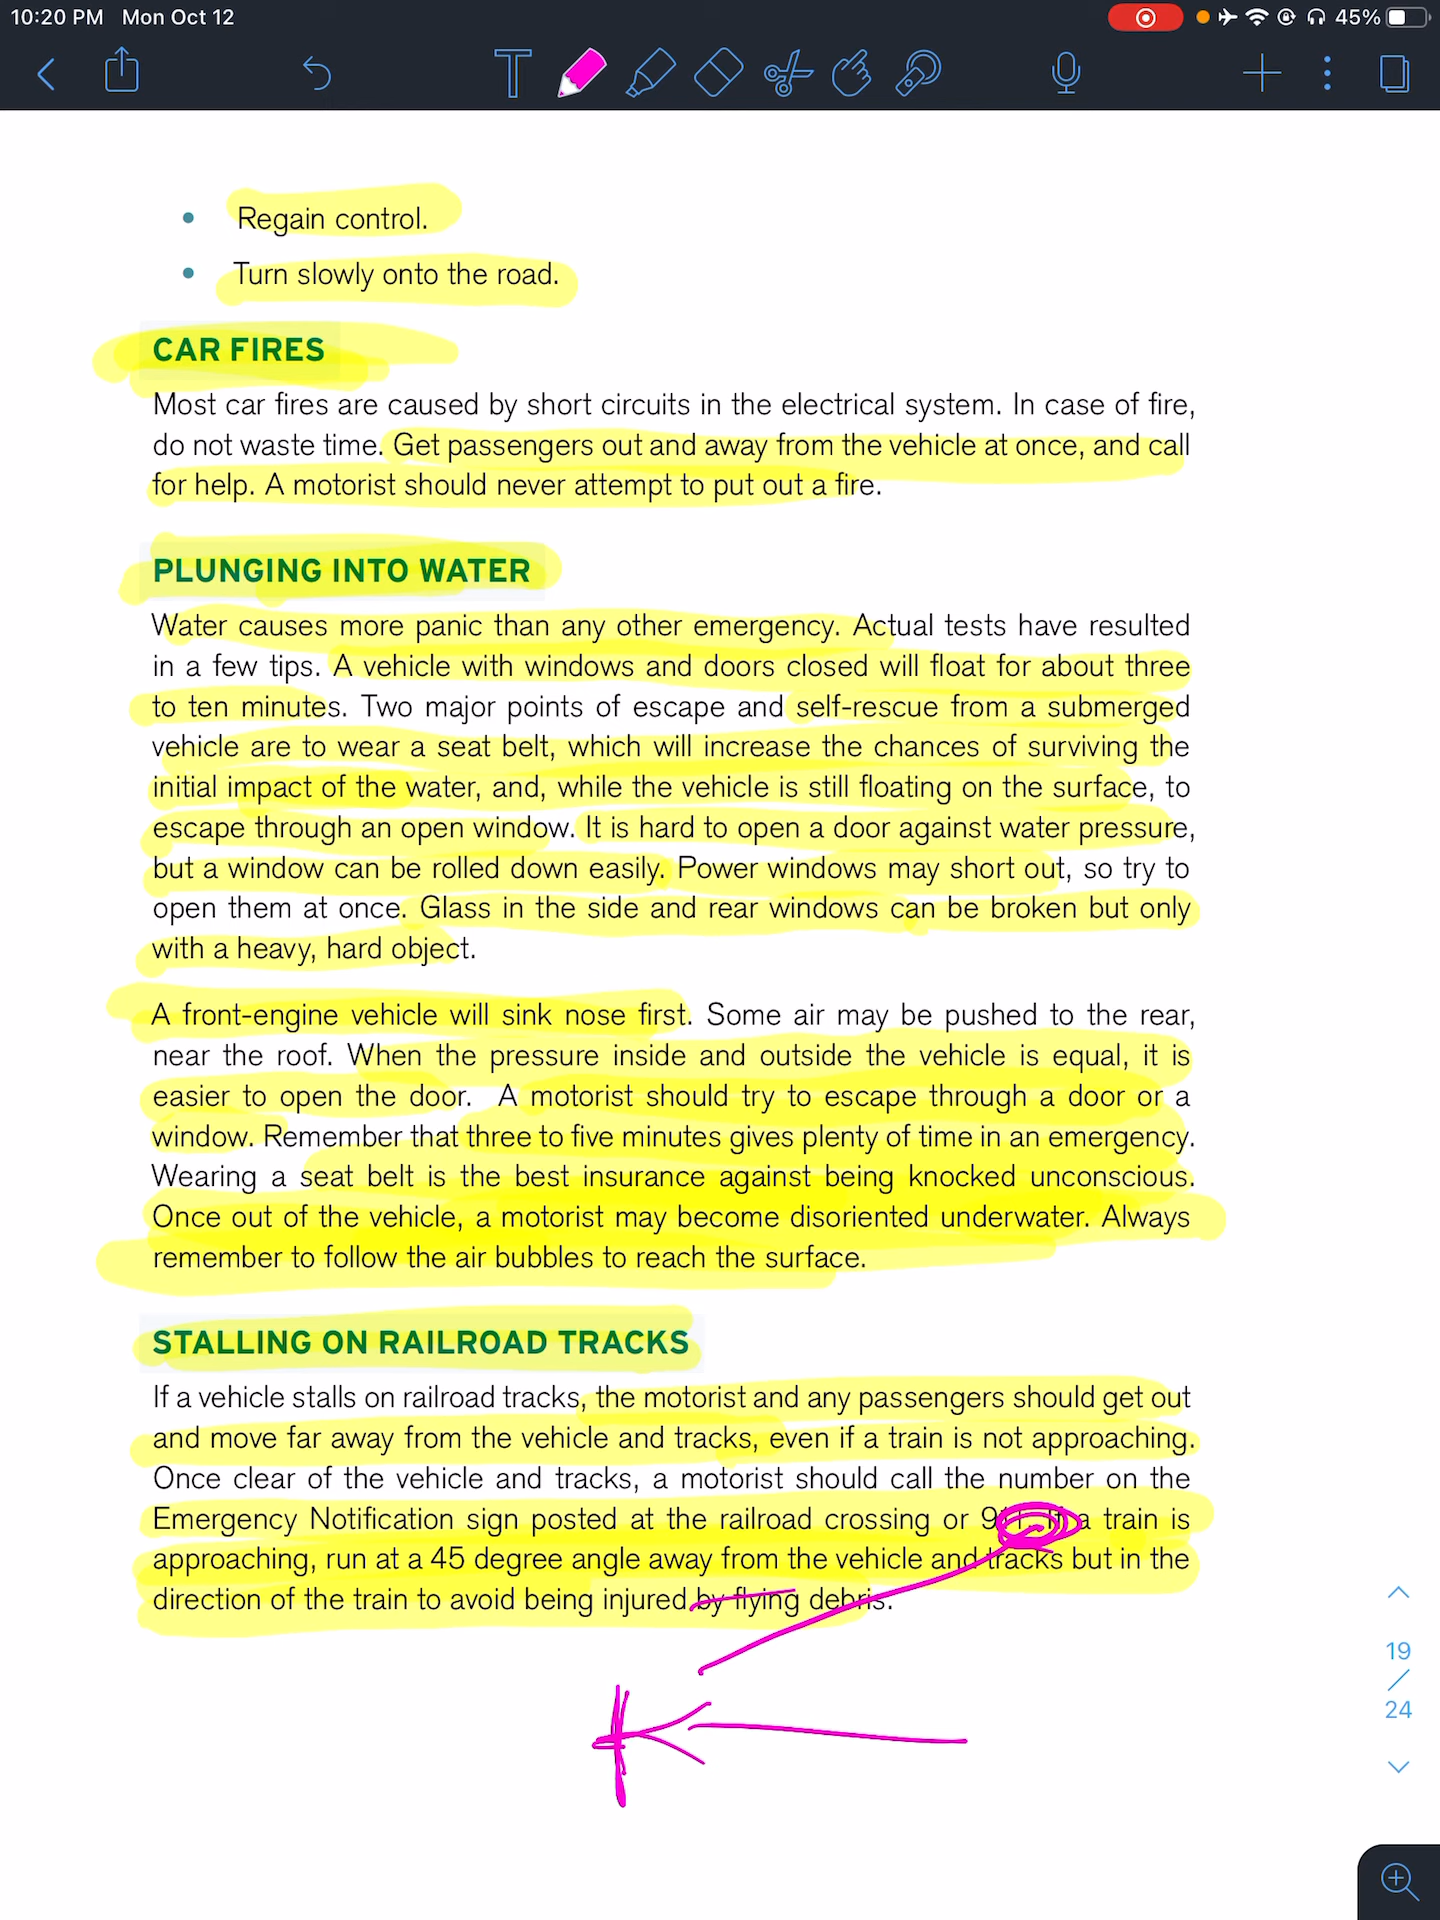 10:20 PM Mon Oct 12
45%
• Regain control.
• Turn slowly onto the road.
CAR FIRES
Most car fires are caused by short circuits in the electrical system. In case of fire,
do not waste time. Get passengers out and away from the vehicle at once, and call
for help. A motorist should never attempt to put out a fire.
PLUNGING INTO WATER
Water causes more panic than any other emergency. Actual tests have resulted
in a few tips. A vehicle with windows and doors closed will float for about three
to ten minutes. Two major points of escape and self-rescue from a submerged
vehicle are to wear a seat belt, which will increase the chances of surviving the
initial impact of the water, and, while the vehicle is still floating on the surface, to
escape through an open window. It is hard to open a door against water pressure,
but a window can be rolled down easily. Power windows may short out, so try to
open them at once. Glass in the side and rear windows can be broken but only
with a heavy, hard object.
A front-engine vehicle will sink nose first. Some air may be pushed to the rear,
near the roof. When the pressure inside and outside the vehicle is equal, it is
easier to open the door. A motorist should try to escape through a door or a
window. Remember that three to five minutes gives plenty of time in an emergency.
Wearing a seat belt is the best insurance against being knocked unconscious.
Once out of the vehicle, a motorist may become disoriented underwater. Always
remember to follow the air bubbles to reach the surface.
STALLING ON RAILROAD TRACKS
If a vehicle stalls on railroad tracks, the motorist and any passengers should get out
and move far away from the vehicle and tracks, even if a train is not approaching.
Once clear of the vehicle and tracks, a motorist should call the number on the
Emergency Notification sign posted at the railroad crossing or a train is
approaching, run at a 45 degree angle away from the vehicle and tracks but in the
direction of the train to avoid being injured by flying debris.
19
/
24